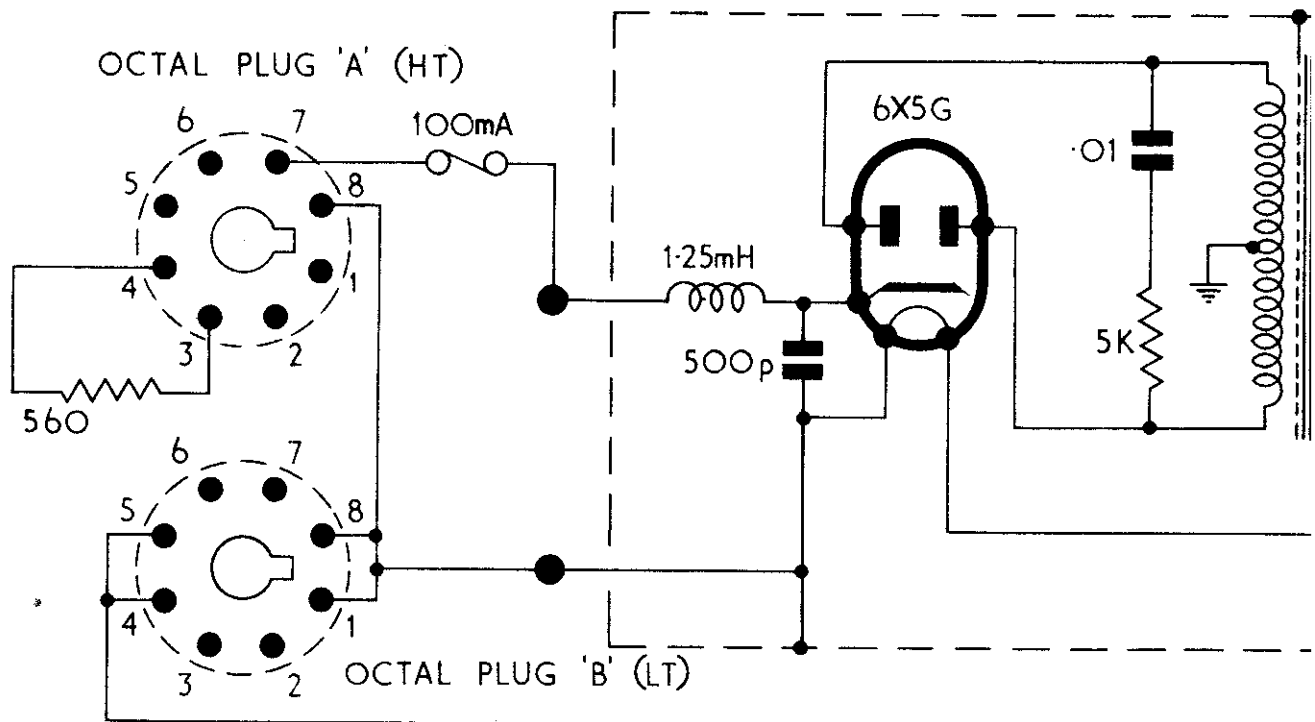 OCTAL PLUG 'A' (HT)
6
7
5
8
4
1
3
2
560
100mA
6X5G
·01
1·25mH
500p
5K
6
7
5
8
4
1
3
2
OCTAL PLUG 'B' (LT)